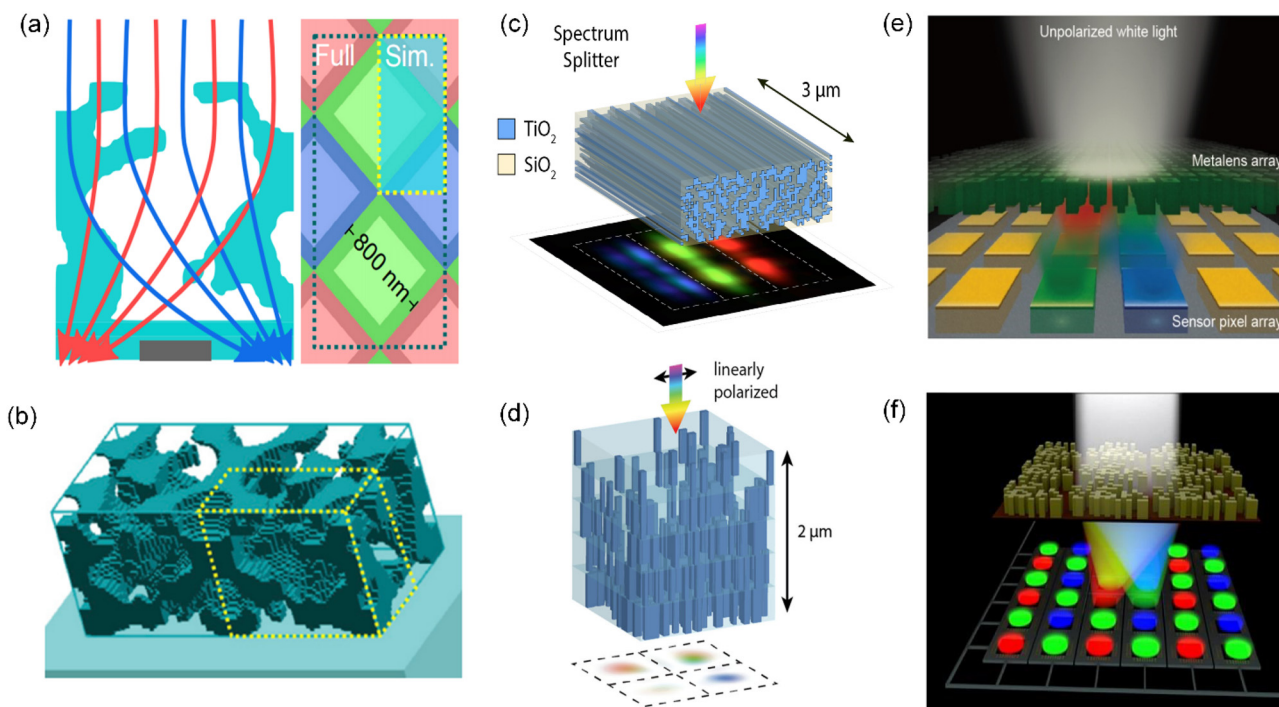 (a)
Full
Sim.
800 nm
(b)
(c)
Spectrum
Splitter
3 µm
TiO₂
SiO₂
(d)
linearly
polarized
2 µm
(e)
Unpolarized white light
Metalens array
Sensor pixel array
(f)